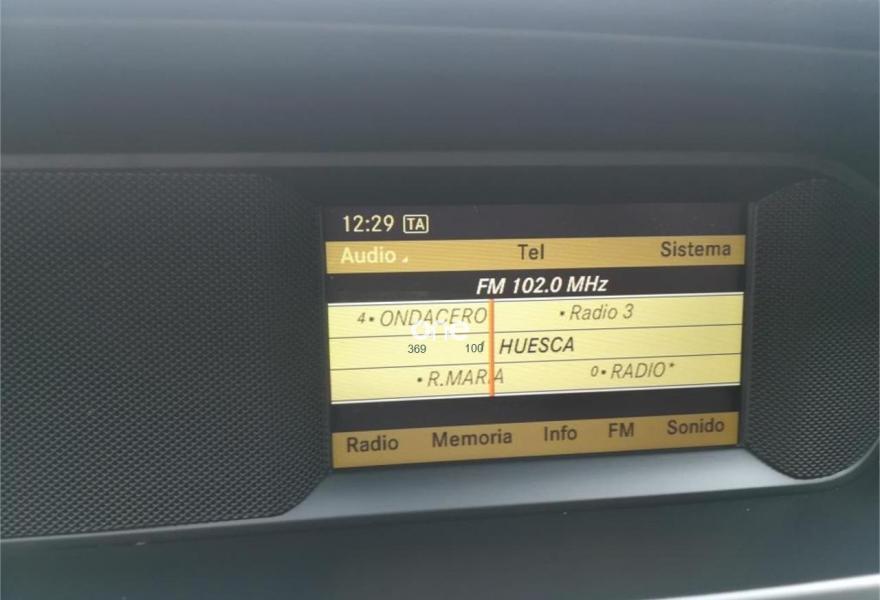 12:29 TA
Audio Tel Sistema
FM 102.0 MHz
4• ONDACERO •Radio 3
one
369 100 HUESCA
•R.MARIA 0•RADIO*
Radio Memoria Info FM Sonido